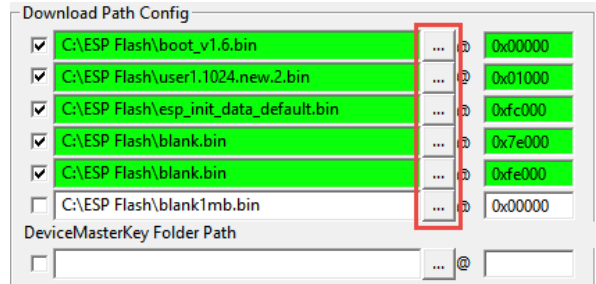 Download Path Config
C:\ESP Flash\boot_v1.6.bin ... @ 0x00000
C:\ESP Flash\user1.1024.new.2.bin ... @ 0x01000
C:\ESP Flash\esp_init_data_default.bin ... @ 0xfc000
C:\ESP Flash\blank.bin ... @ 0x7e000
C:\ESP Flash\blank.bin ... @ 0xfe000
C:\ESP Flash\blank1mb.bin ... @ 0x00000
DeviceMasterKey Folder Path
... @